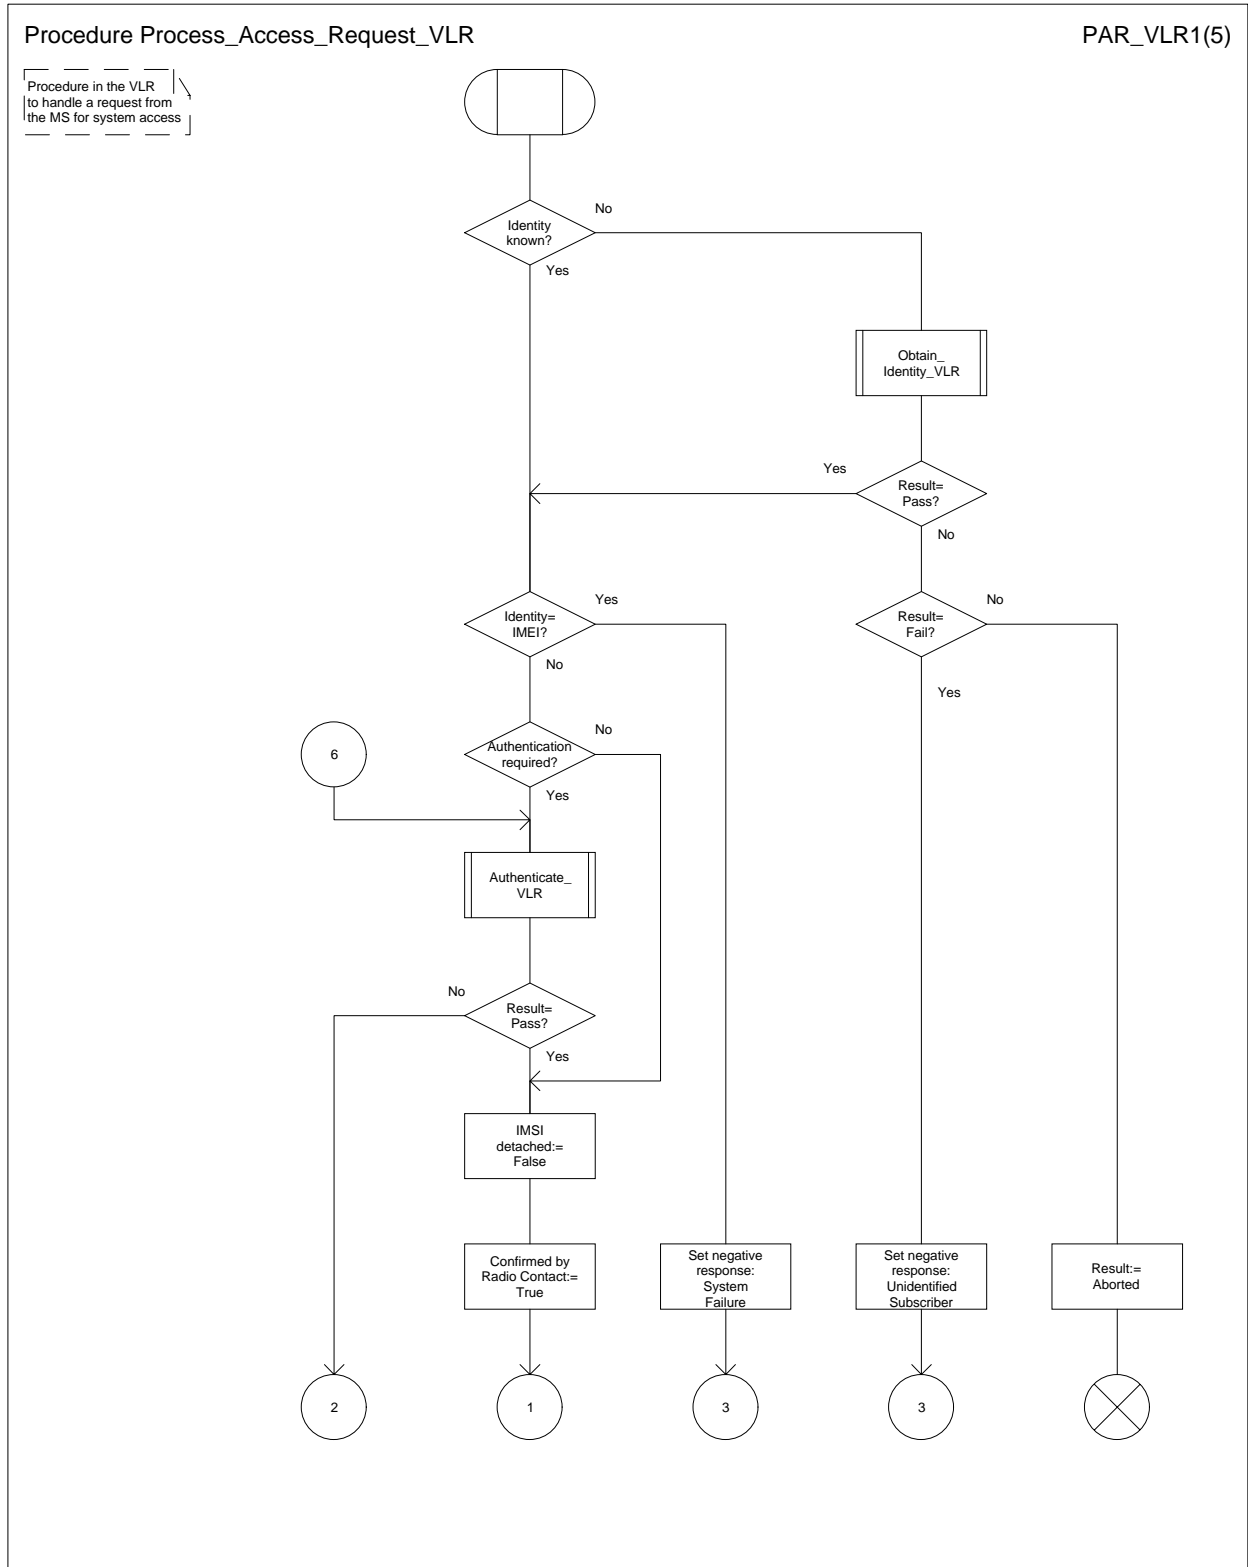 Procedure Process_Access_Request_VLR
PAR_VLR1(5)
Procedure in the VLR
to handle a request from
the MS for system access
Identity
known?
No
Yes
Obtain_
Identity_VLR
Yes
Result=
Pass?
No
Identity=
IMEI?
Yes
No
Result=
Fail?
No
Yes
6
Authentication
required?
No
Yes
Authenticate_
VLR
No
Result=
Pass?
Yes
IMSI
detached:=
False
Confirmed by
Radio Contact:=
True
Set negative
response:
System
Failure
Set negative
response:
Unidentified
Subscriber
Result:=
Aborted
2
1
3
3